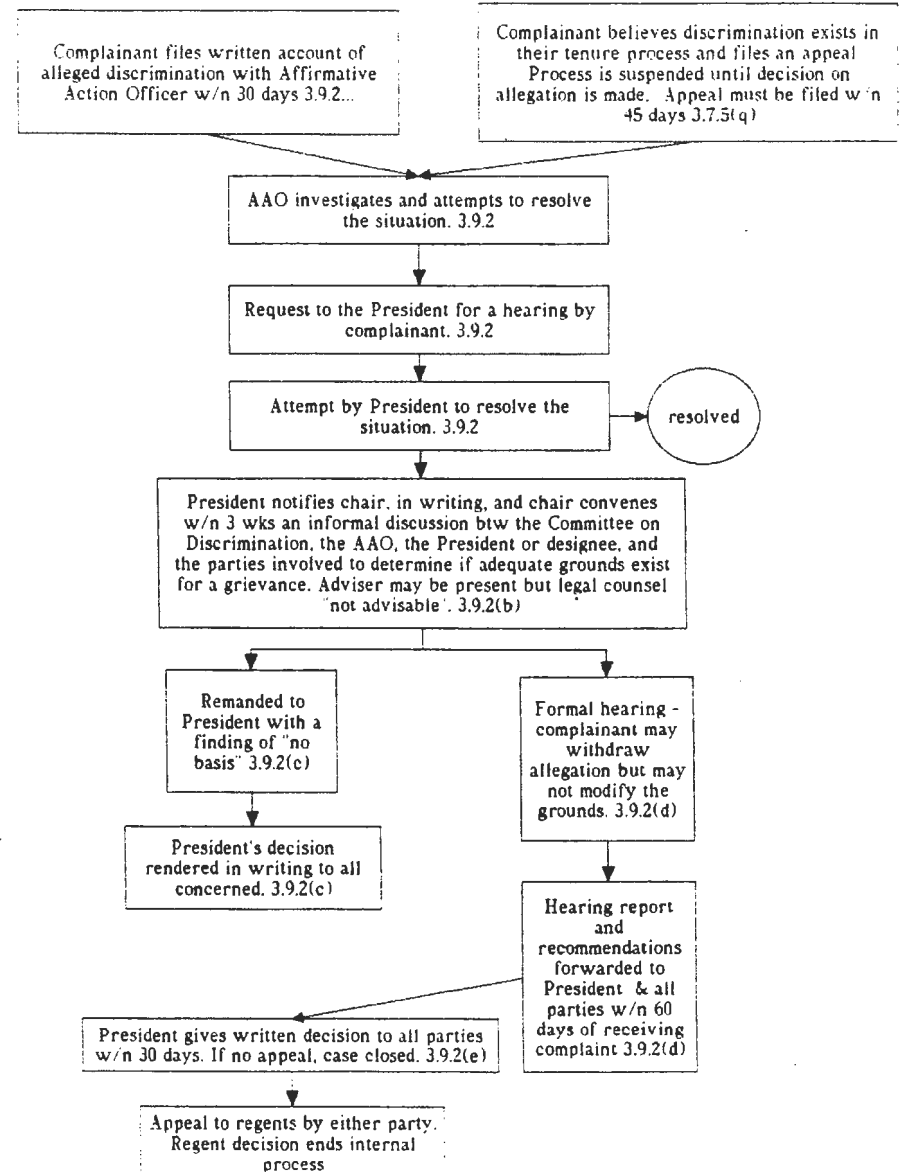 Complainant files written account of
alleged discrimination with Affirmative
Action Officer w/n 30 days 3.9.2...
Complainant believes discrimination exists in
their tenure process and files an appeal
Process is suspended until decision on
allegation is made. Appeal must be filed w/n
45 days 3.7.5(q)
AAO investigates and attempts to resolve
the situation. 3.9.2
Request to the President for a hearing by
complainant. 3.9.2
Attempt by President to resolve the
situation. 3.9.2
resolved
President notifies chair, in writing, and chair convenes
w/n 3 wks an informal discussion btw the Committee on
Discrimination, the AAO, the President or designee, and
the parties involved to determine if adequate grounds exist
for a grievance. Adviser may be present but legal counsel
"not advisable". 3.9.2(b)
Remanded to
President with a
finding of "no
basis" 3.9.2(c)
President's decision
rendered in writing to all
concerned. 3.9.2(c)
Formal hearing -
complainant may
withdraw
allegation but may
not modify the
grounds. 3.9.2(d)
Hearing report
and
recommendations
forwarded to
President & all
parties w/n 60
days of receiving
complaint 3.9.2(d)
President gives written decision to all parties
w/n 30 days. If no appeal, case closed. 3.9.2(e)
Appeal to regents by either party.
Regent decision ends internal
process